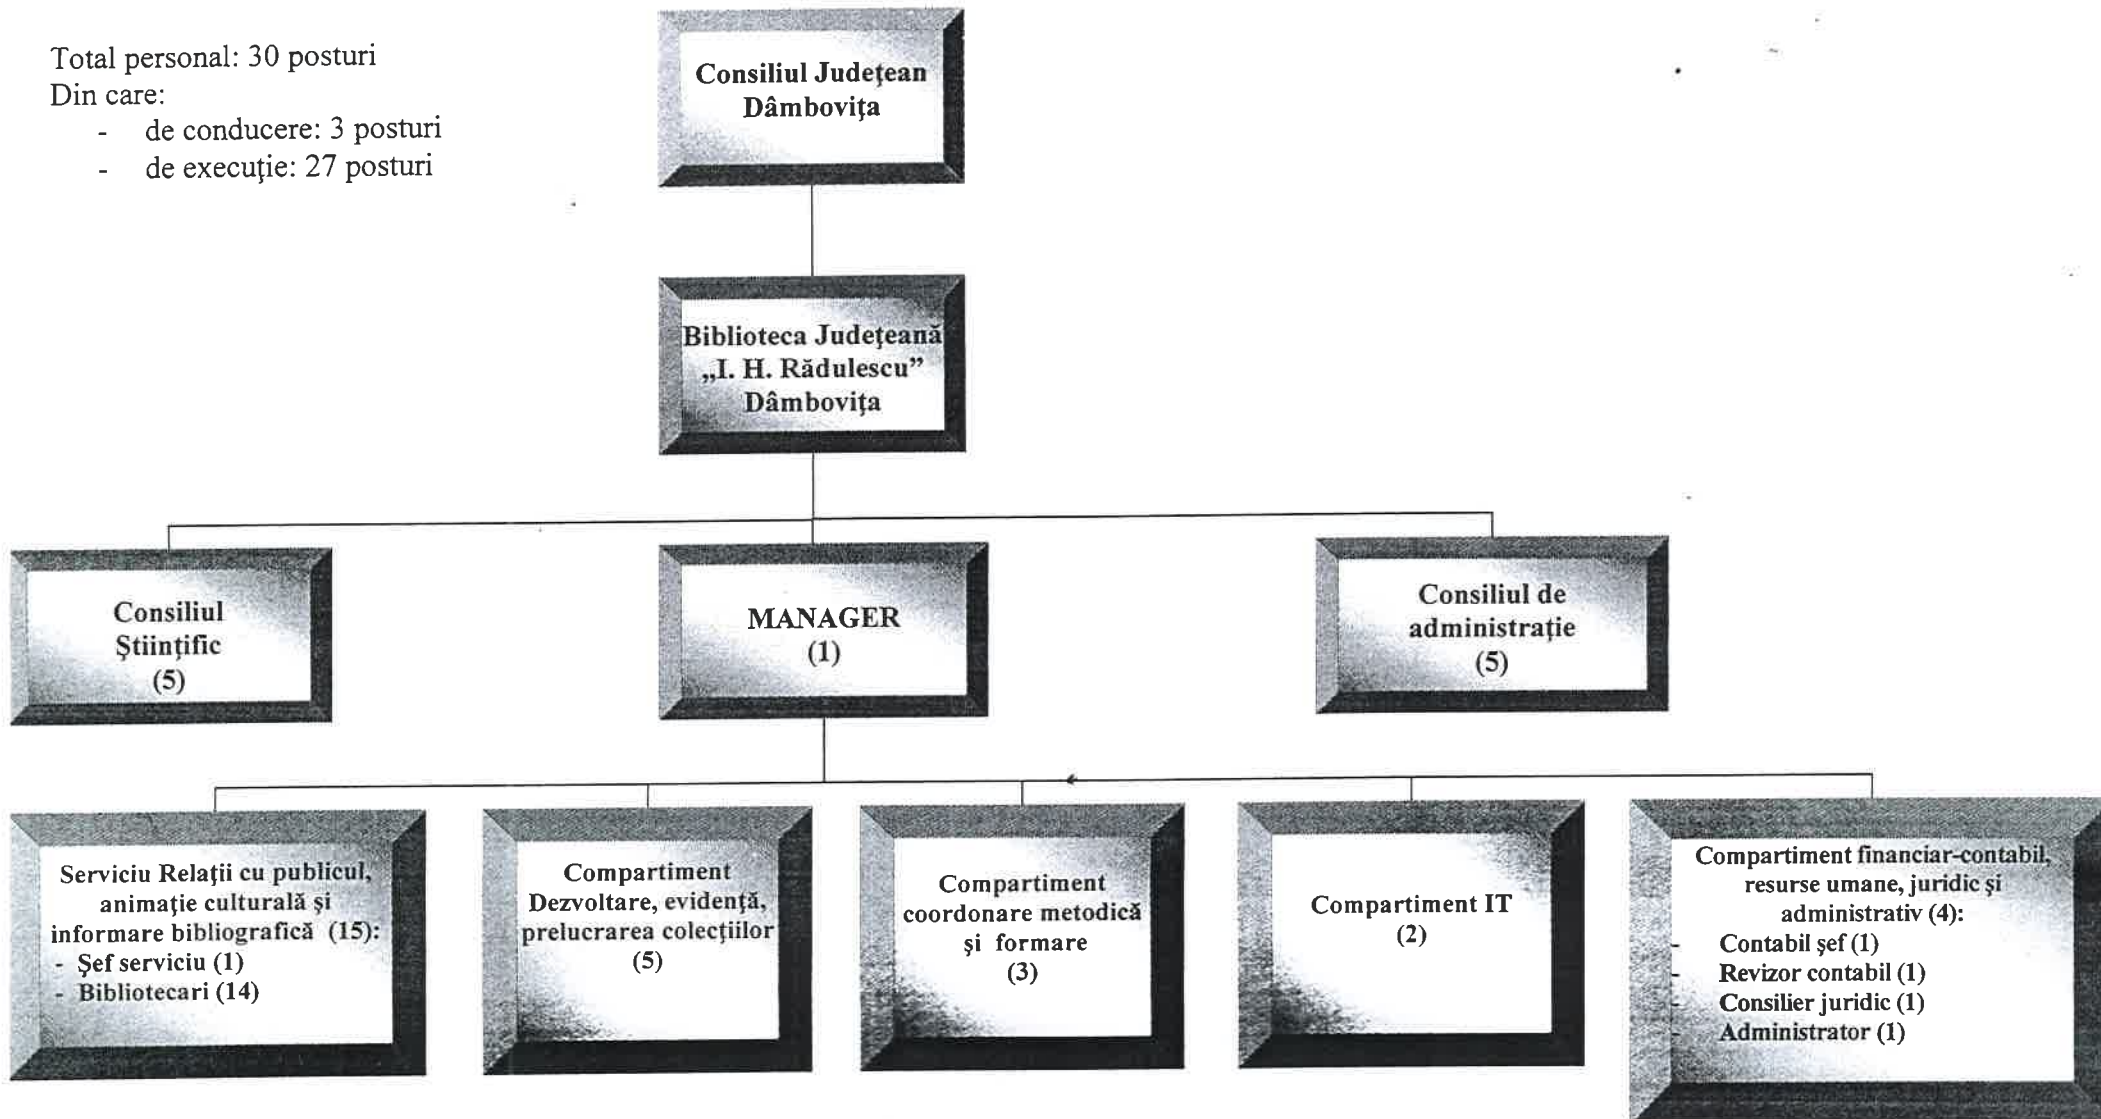 Total personal: 30 posturi
Din care:
- de conducere: 3 posturi
- de execuţie: 27 posturi
Consiliul Judeţean
Dâmboviţa
Biblioteca Judeţeană
„I. H. Rădulescu”
Dâmboviţa
Consiliul
Ştiinţific
(5)
MANAGER
(1)
Consiliul de
administraţie
(5)
Serviciu Relaţii cu publicul,
animaţie culturală şi
informare bibliografică (15):
- Şef serviciu (1)
- Bibliotecari (14)
Compartiment
Dezvoltare, evidenţă,
prelucrarea colecţiilor
(5)
Compartiment
coordonare metodică
şi formare
(3)
Compartiment IT
(2)
Compartiment financiar-contabil,
resurse umane, juridic şi
administrativ (4):
- Contabil şef (1)
- Revizor contabil (1)
- Consilier juridic (1)
- Administrator (1)